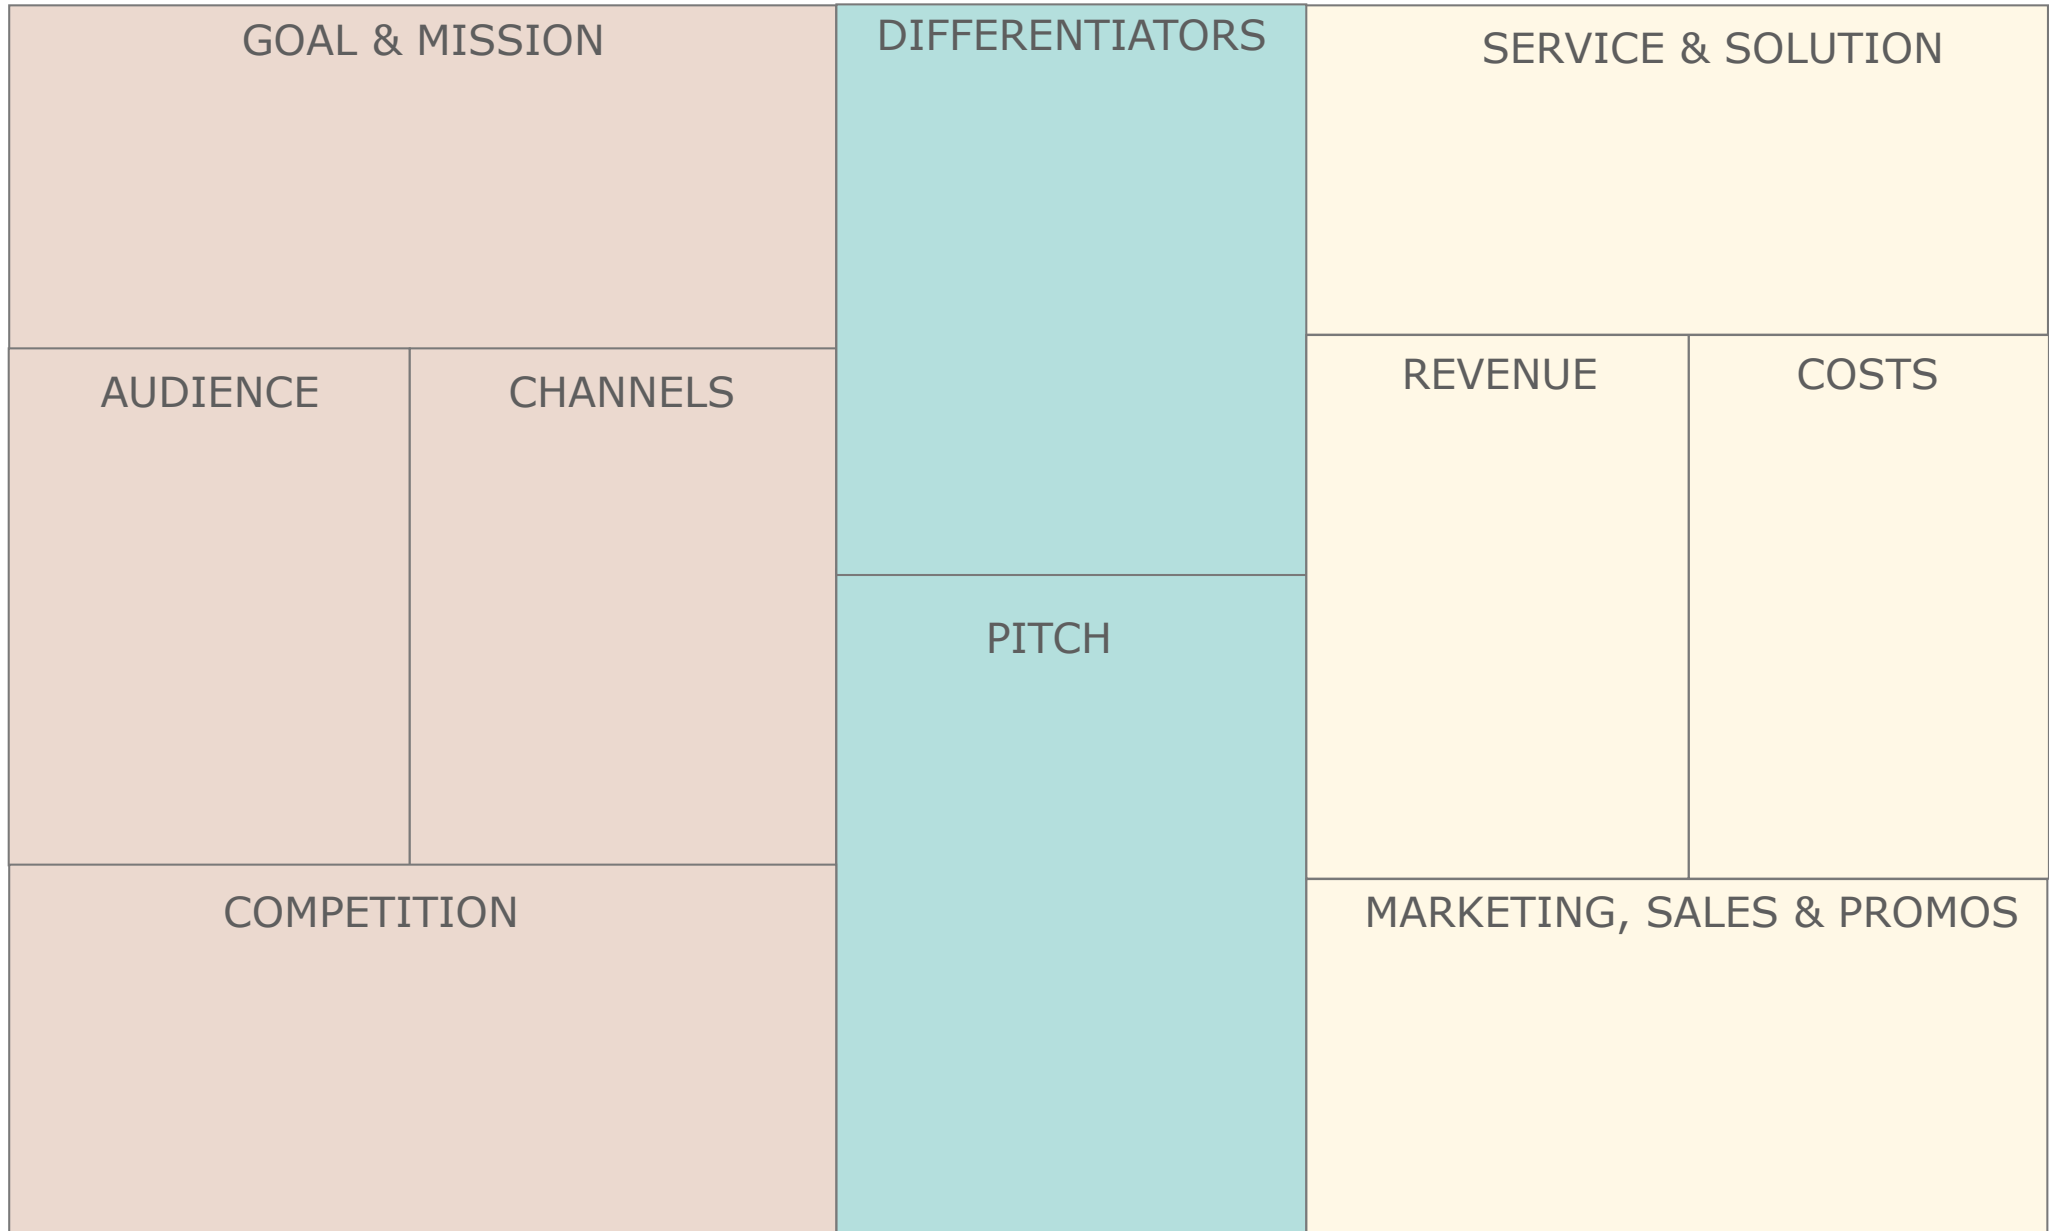 GOAL & MISSION
DIFFERENTIATORS
SERVICE & SOLUTION
AUDIENCE
CHANNELS
REVENUE
COSTS
PITCH
COMPETITION
MARKETING, SALES & PROMOS